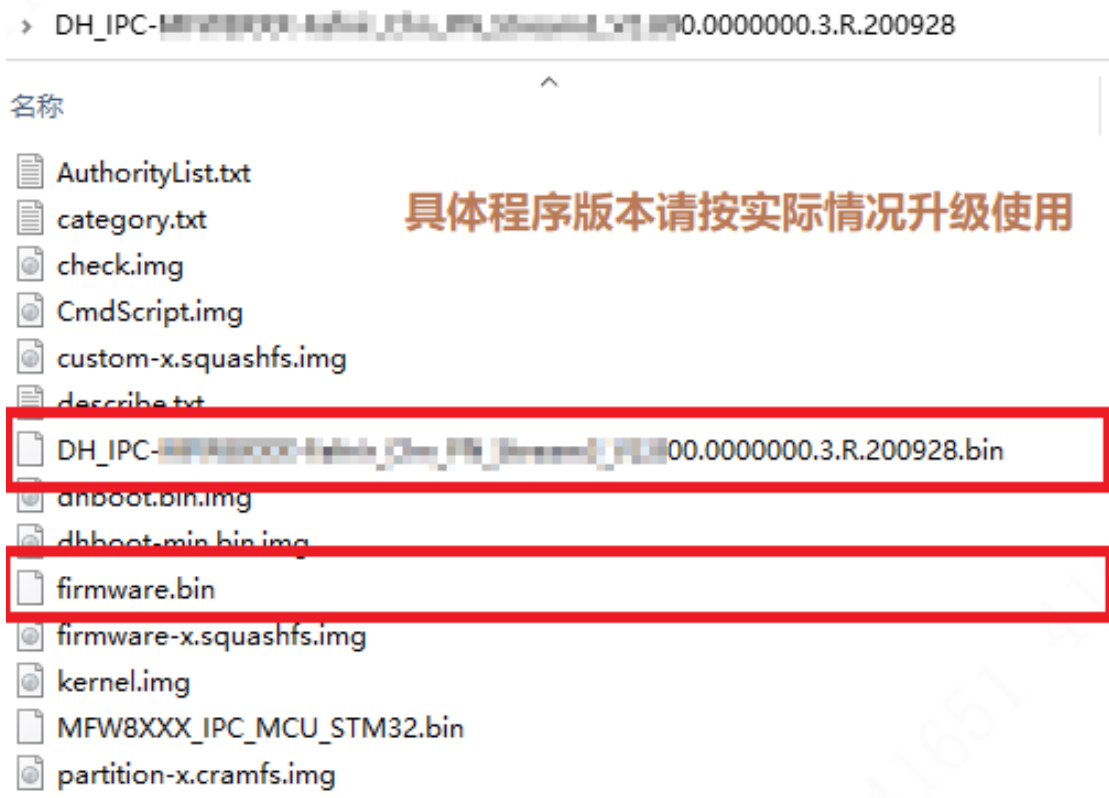 DH_IPC- 0.0000000.3.R.200928
名称
AuthorityList.txt
具体程序版本请按实际情况升级使用
category.txt
check.img
CmdScript.img
custom-x.squashfs.img
describe.txt
DH_IPC- 00.0000000.3.R.200928.bin
dhboot.bin.img
dhboot-min.bin.img
firmware.bin
firmware-x.squashfs.img
kernel.img
MFW8XXX_IPC_MCU_STM32.bin
partition-x.cramfs.img